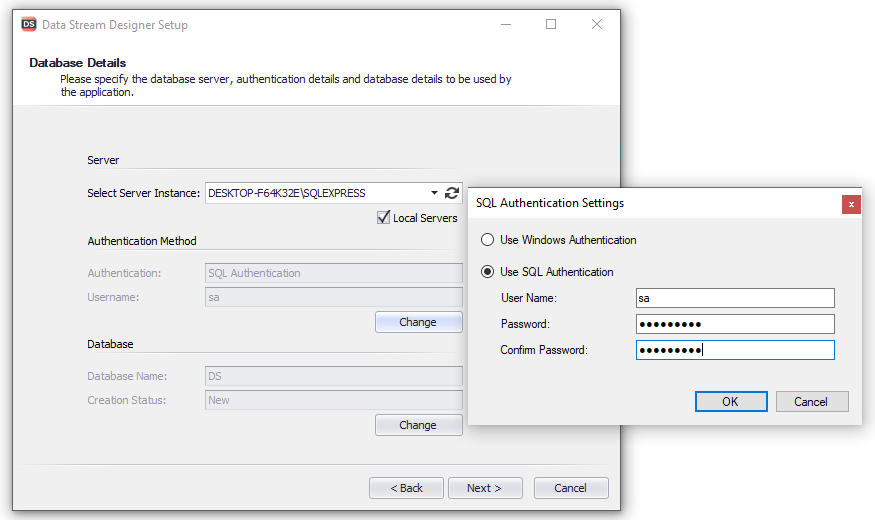 DS Data Stream Designer Setup
Database Details
Please specify the database server, authentication details and database details to be used by
the application.
Server
Select Server Instance: DESKTOP-F64K32E\SQLEXPRESS
Local Servers
Authentication Method
Authentication: SQL Authentication
Username: sa
Change
Database
Database Name: DS
Creation Status: New
Change
< Back Next > Cancel
SQL Authentication Settings
Use Windows Authentication
Use SQL Authentication
User Name: sa
Password: ●●●●●●●●●
Confirm Password: ●●●●●●●●●
OK Cancel